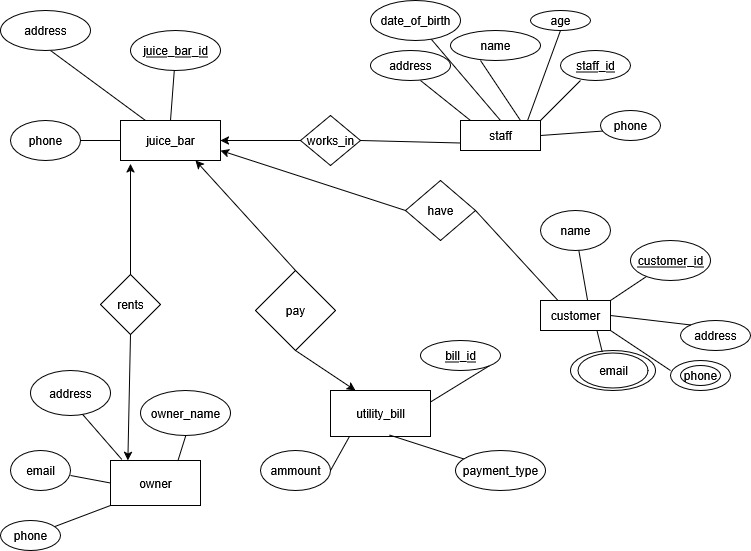 address
juice_bar_id
phone
juice_bar
date_of_birth
age
name
address
staff_id
phone
staff
works_in
have
name
customer_id
customer
address
email
phone
rents
pay
bill_id
utility_bill
ammount
payment_type
address
owner_name
email
owner
phone